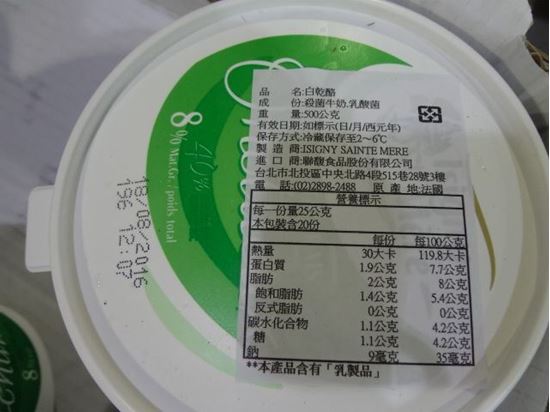 品 名:白乾酪
成 份:殺菌牛奶.乳酸菌
重 量:500公克
有效日期:如標示(日/月/西元年)
保存方式:冷藏保存至2～6℃
製 造 商:ISIGNY SAINTE MERE
進 口 商:聯馥食品股份有限公司
台北市北投區中央北路4段515巷28號3樓
電 話:(02)2898-2488 原 產 地:法國
營養標示
每一份量25公克
本包裝含20份
每份 每100公克
熱量 30大卡 119.8大卡
蛋白質 1.9公克 7.7公克
脂肪 2公克 8公克
飽和脂肪 1.4公克 5.4公克
反式脂肪 0公克 0公克
碳水化合物 1.1公克 4.2公克
糖 1.1公克 4.2公克
鈉 9毫克 35毫克
**本產品含有「乳製品」
8% Mat.Gr. / poids total
40%
18/08/2016
196 12:07